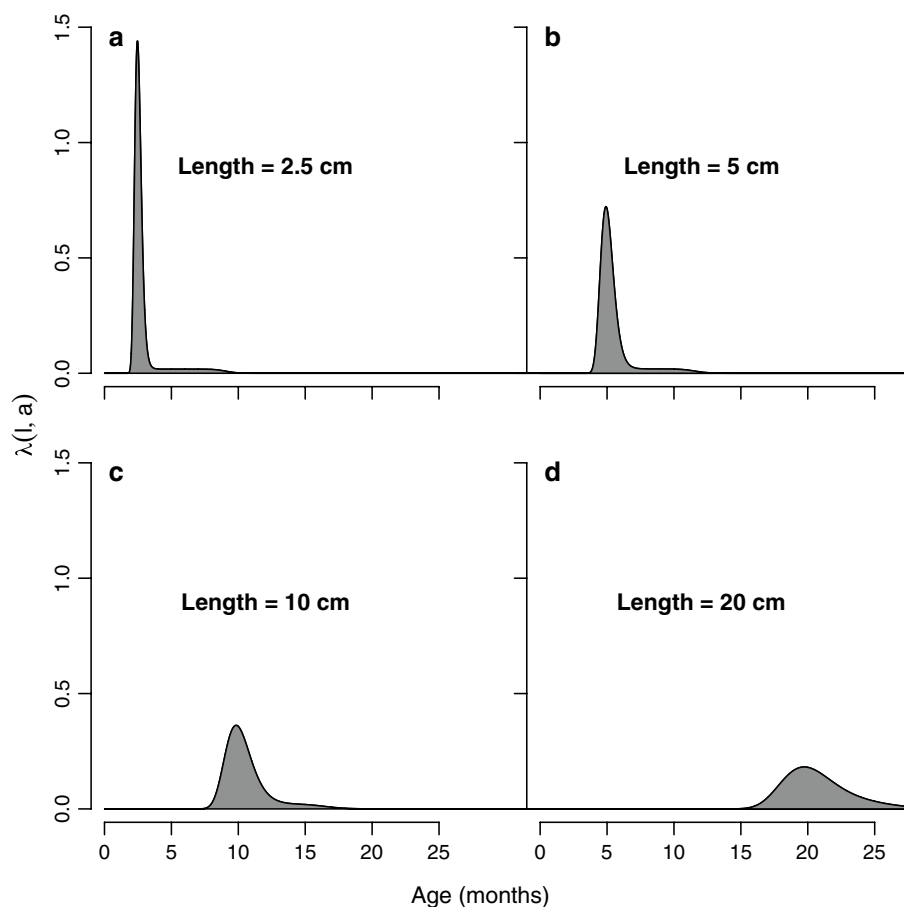 a
b
1.5
1.0
0.5
0.0
Length = 2.5 cm
Length = 5 cm
λ(l, a)
c
d
1.5
1.0
0.5
0.0
Length = 10 cm
Length = 20 cm
0 5 10 15 20 25
0 5 10 15 20 25
Age (months)